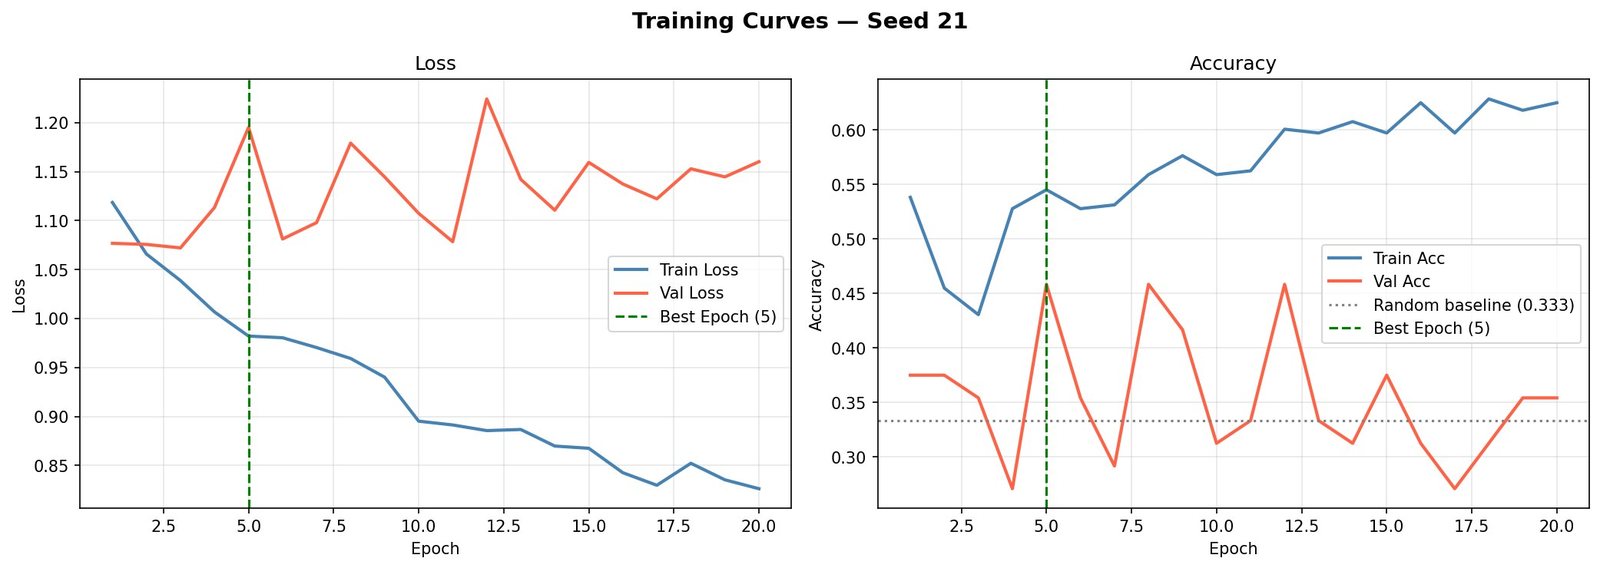 Training Curves — Seed 21
Loss
Loss
1.20
1.15
1.10
1.05
1.00
0.95
0.90
0.85
Train Loss
Val Loss
Best Epoch (5)
2.5 5.0 7.5 10.0 12.5 15.0 17.5 20.0
Epoch
Accuracy
Accuracy
0.60
0.55
0.50
0.45
0.40
0.35
0.30
Train Acc
Val Acc
Random baseline (0.333)
Best Epoch (5)
2.5 5.0 7.5 10.0 12.5 15.0 17.5 20.0
Epoch